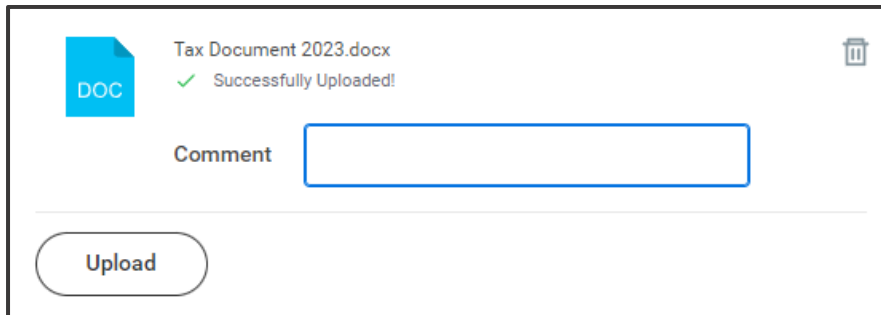 Tax Document 2023.docx
Successfully Uploaded!
DOC
Comment
Upload